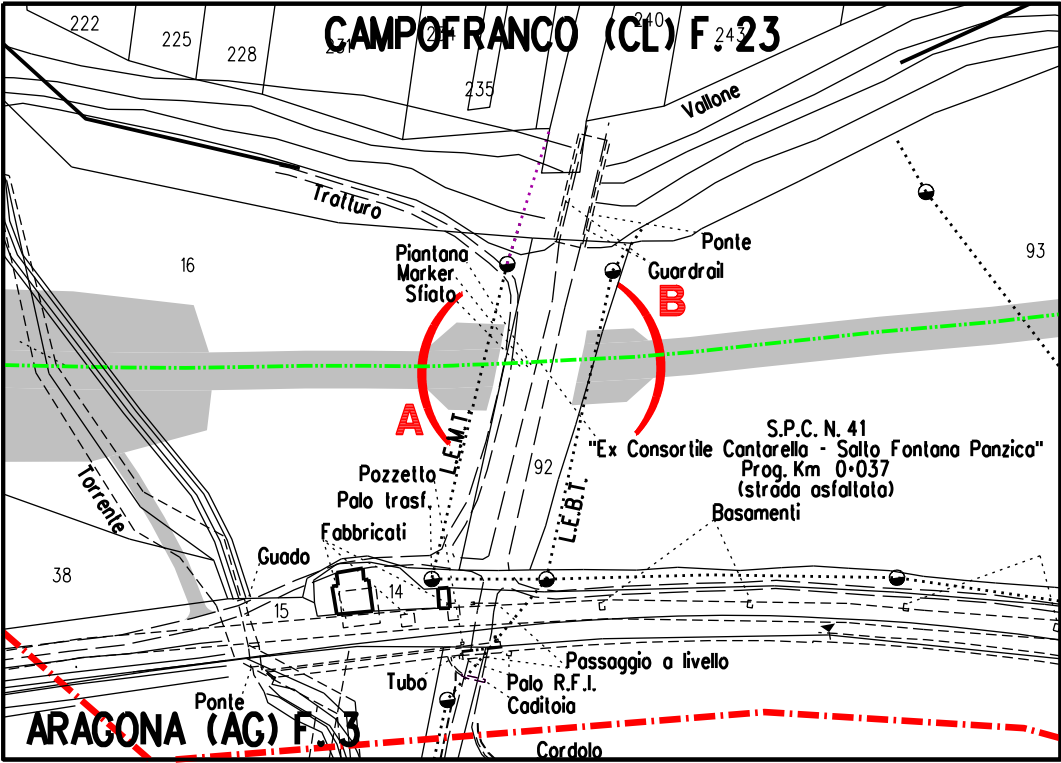 CAMPOFRANCO (CL) F. 23
222
225
228
231
235
240
243
Vallone
Tratturo
16
Piantana
Marker
Sfiato
Ponte
Guardrail
93
B
A
L.E.M.T.
92
L.E.B.T.
S.P.C. N. 41
"Ex Consortile Cantarella - Salto Fontana Panzica"
Prog. Km 0+037
(strada asfaltata)
Basamenti
Pozzetto
Palo trasf.
Fabbricati
Guado
Torrente
38
15
14
Passaggio a livello
Tubo
Palo R.F.I.
Caditoia
Ponte
ARAGONA (AG) F. 3
Cordolo